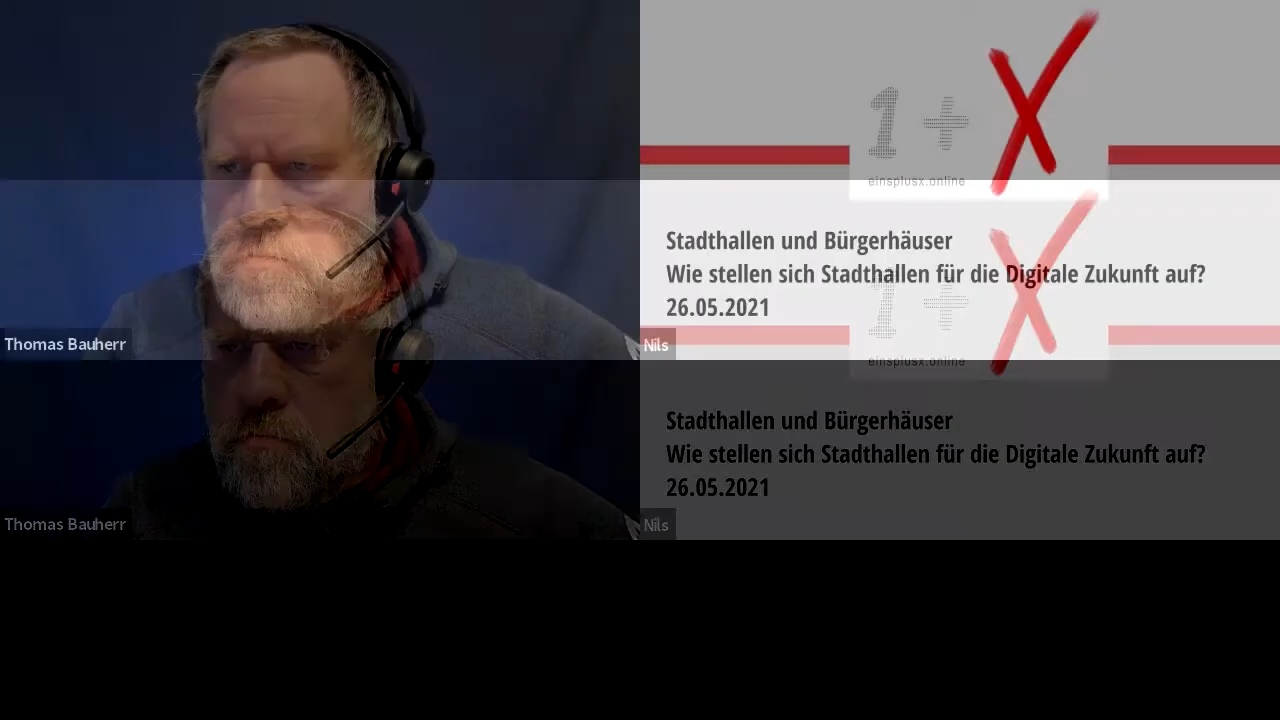 1+X
einsplusx.online
Stadthallen und Bürgerhäuser
Wie stellen sich Stadthallen für die Digitale Zukunft auf?
26.05.2021
Thomas Bauherr
Nils
1+X
einsplusx.online
Stadthallen und Bürgerhäuser
Wie stellen sich Stadthallen für die Digitale Zukunft auf?
26.05.2021
Thomas Bauherr
Nils